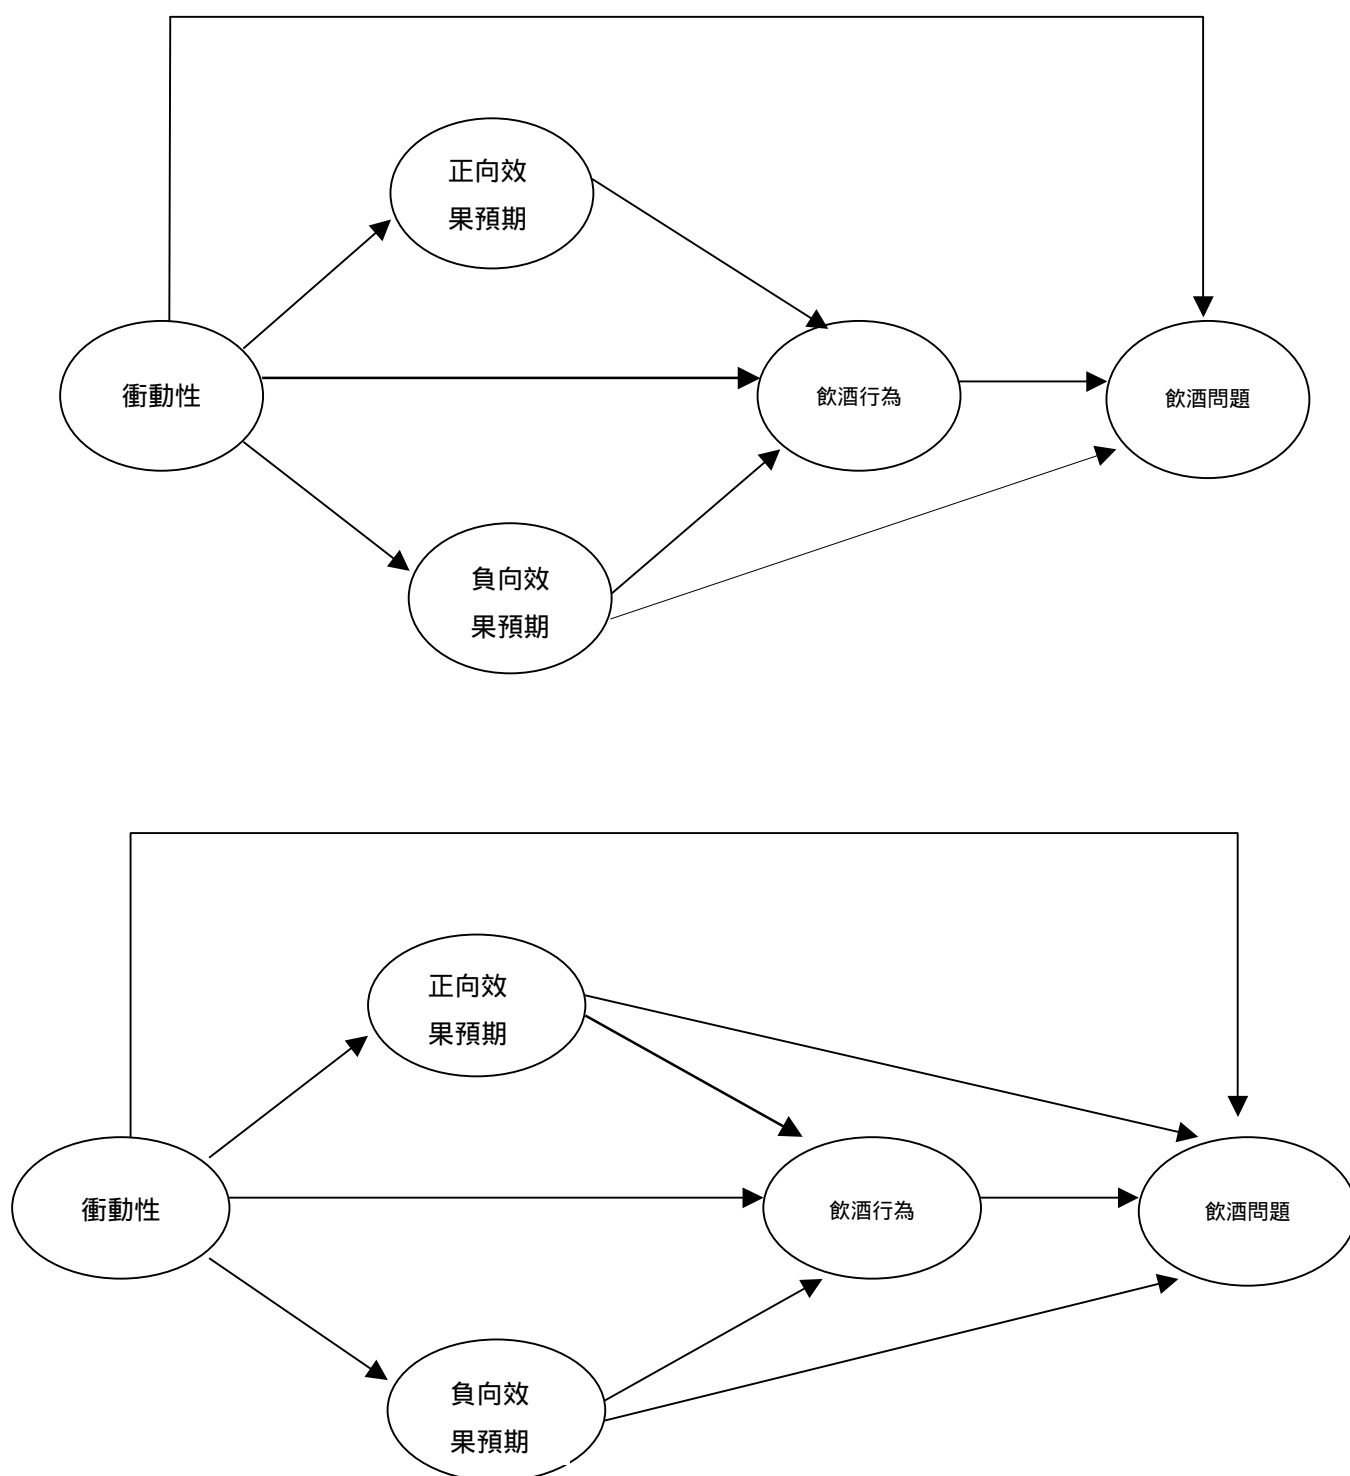 正向效
果預期
衝動性
飲酒行為
飲酒問題
負向效
果預期
正向效
果預期
衝動性
飲酒行為
飲酒問題
負向效
果預期